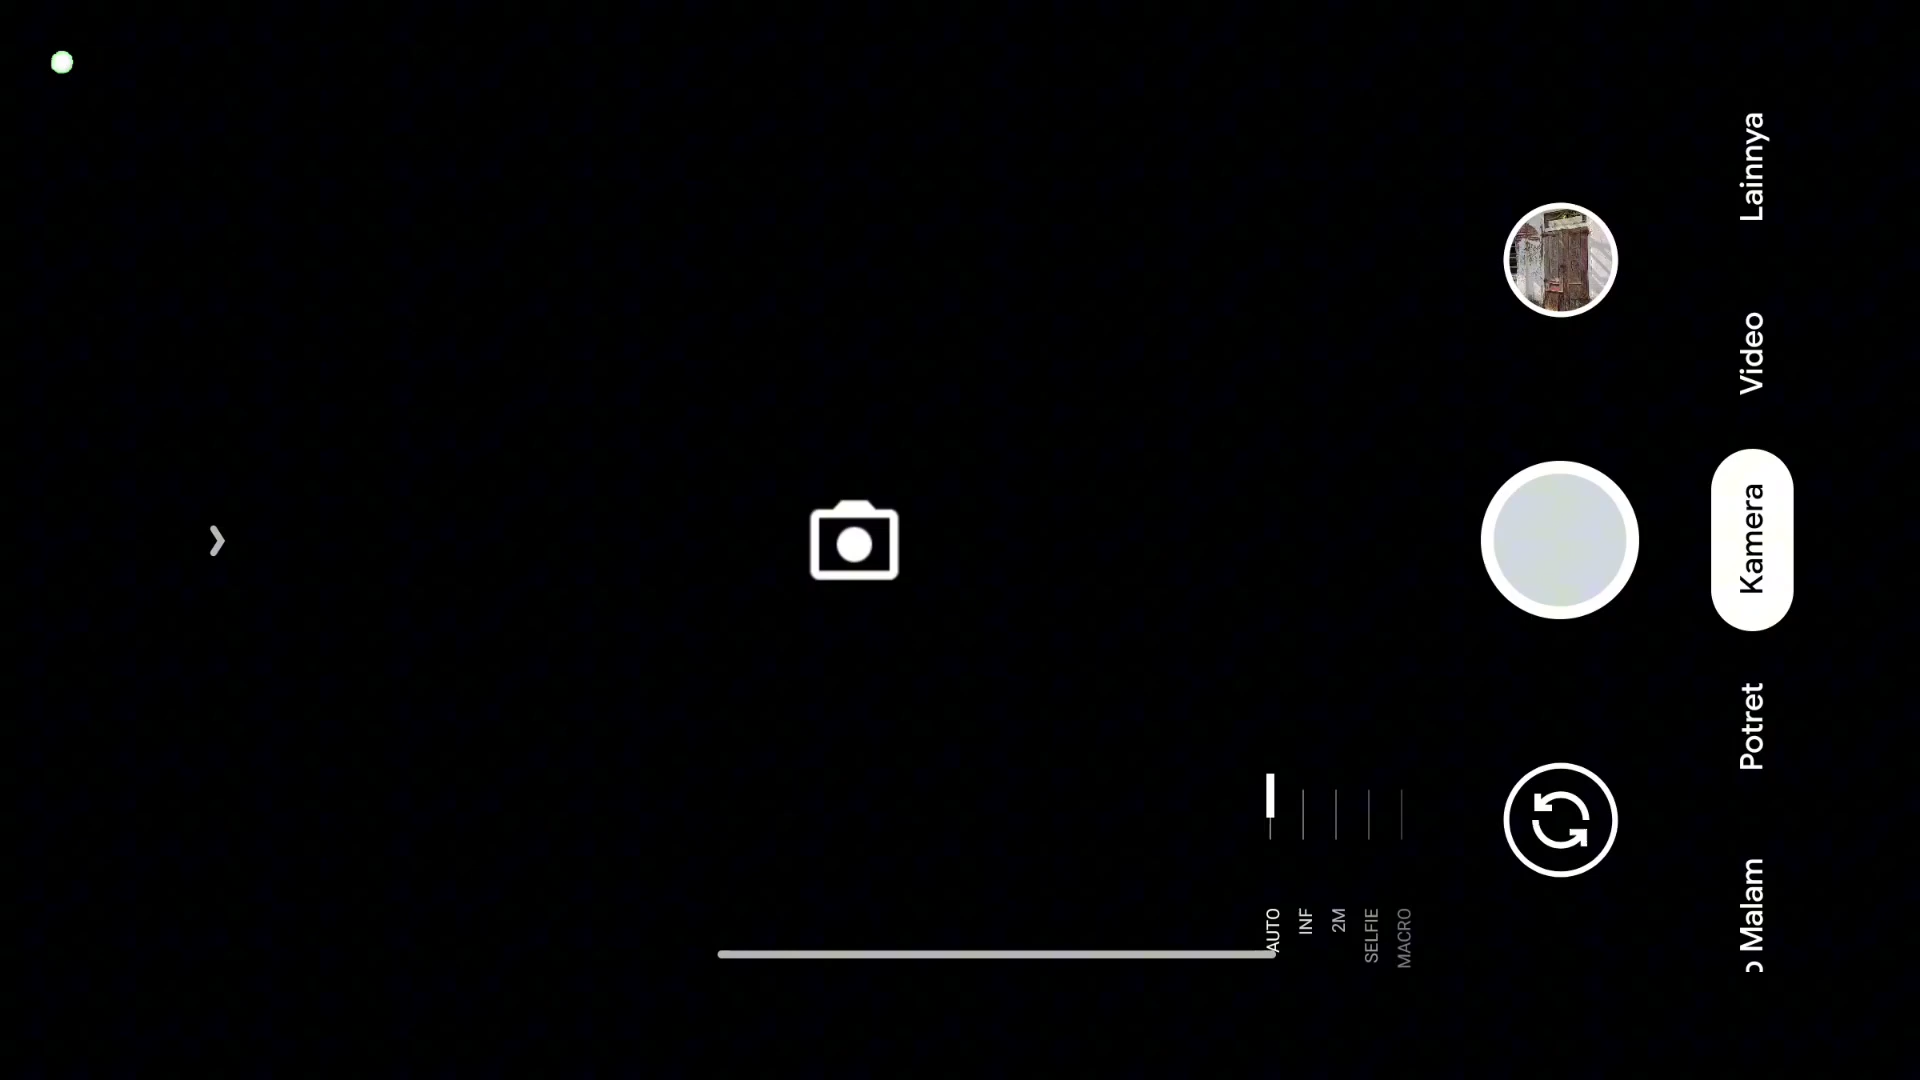 AUTO
INF
2M
SELFIE
MACRO
Malam
Potret
Kamera
Video
Lainnya